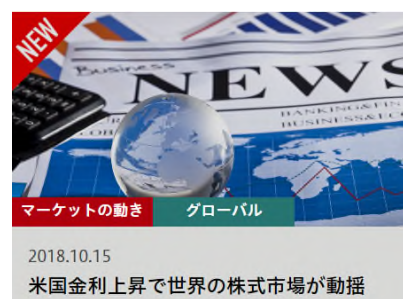 NEW
Business
NEWS
BANKING&FIN
BUSINESS&EC
マーケットの動き
グローバル
2018.10.15
米国金利上昇で世界の株式市場が動揺